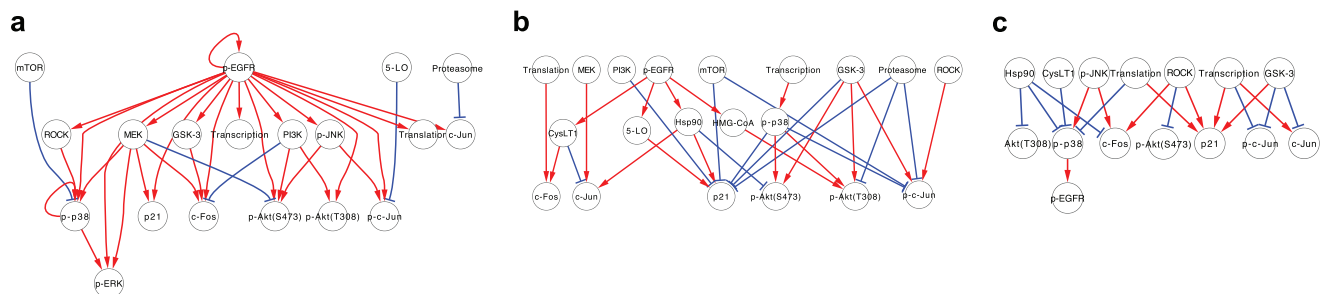 a
mTOR
p-EGFR
5-LO
Proteasome
ROCK
MEK
GSK-3
Transcription
PI3K
p-JNK
Translation
c-Jun
p-p38
p21
c-Fos
p-Akt(S473)
p-Akt(T308)
p-c-Jun
p-ERK
b
Translation
MEK
PI3K
p-EGFR
mTOR
Transcription
GSK-3
Proteasome
ROCK
CysLT1
5-LO
Hsp90
HMG-CoA
p-p38
c-Fos
c-Jun
p21
p-Akt(S473)
p-Akt(T308)
p-c-Jun
c
Hsp90
CysLT1
p-JNK
Translation
ROCK
Transcription
GSK-3
Akt(T308)
p-p38
c-Fos
p-Akt(S473)
p21
p-c-Jun
c-Jun
p-EGFR